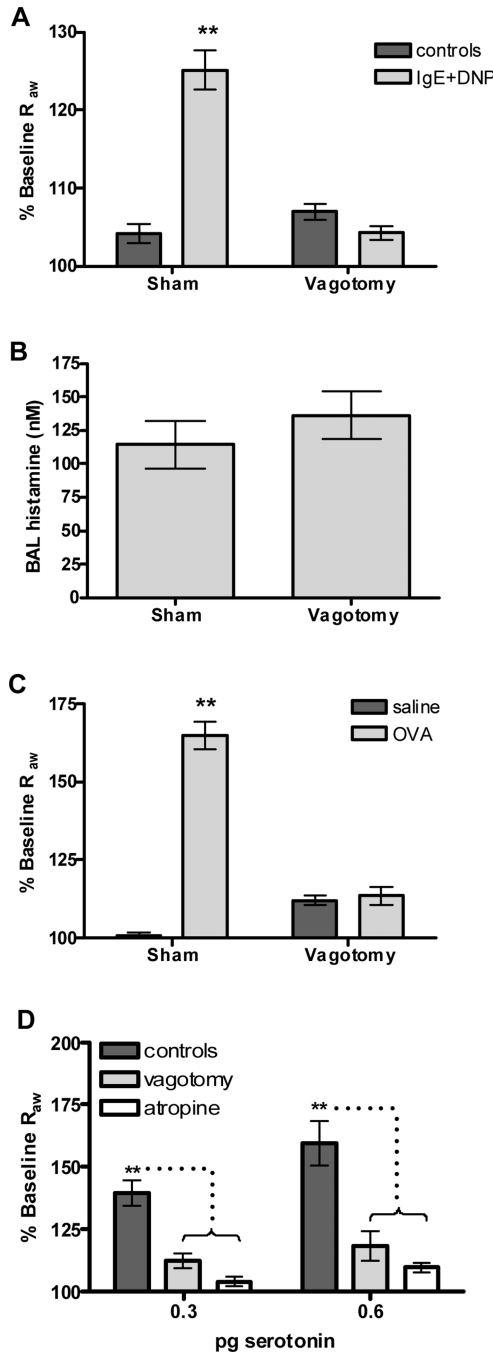 A
130
120
110
100
% Baseline R aw
**
controls
IgE+DNP
Sham
Vagotomy
B
175
150
125
100
75
50
25
0
BAL histamine (nM)
Sham
Vagotomy
C
175
150
125
100
% Baseline R aw
**
saline
OVA
Sham
Vagotomy
D
200
175
150
125
100
% Baseline Raw
controls
vagotomy
atropine
**
**
0.3
0.6
pg serotonin